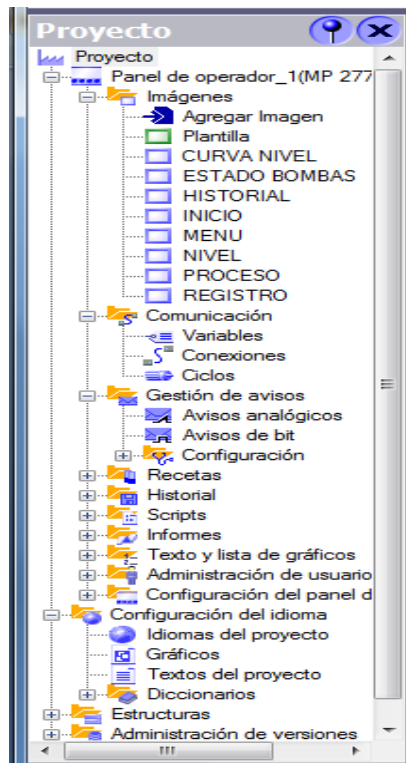 Proyecto
Proyecto
Panel de operador_1(MP 277
Imágenes
Agregar Imagen
Plantilla
CURVA NIVEL
ESTADO BOMBAS
HISTORIAL
INICIO
MENU
NIVEL
PROCESO
REGISTRO
Comunicación
Variables
Conexiones
Ciclos
Gestión de avisos
Avisos analógicos
Avisos de bit
Configuración
Recetas
Historial
Scripts
Informes
Texto y lista de gráficos
Administración de usuario
Configuración del panel d
Configuración del idioma
Idiomas del proyecto
Gráficos
Textos del proyecto
Diccionarios
Estructuras
Administración de versiones